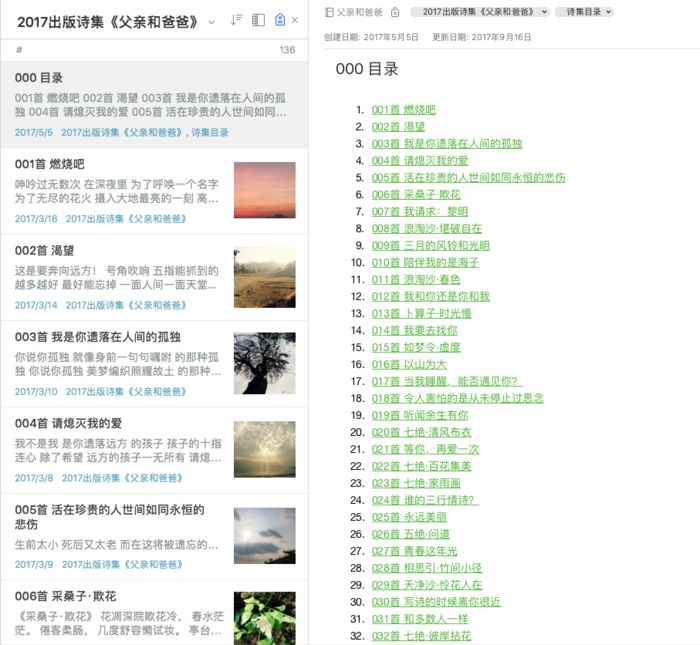 2017出版诗集《父亲和爸爸》
#
136
000 目录
001首 燃烧吧 002首 渴望 003首 我是你遗落在人间的孤
独 004首 请熄灭我的爱 005首 活在珍贵的人世间如同...
2017/5/5 2017出版诗集《父亲和爸爸》, 诗集目录
001首 燃烧吧
呻吟过无数次 在深夜里 为了呼唤一个名字
为了无尽的花火 摄入大地最亮的一刻 高...
2017/3/16 2017出版诗集《父亲和爸爸》
002首 渴望
这是要奔向远方！ 号角吹响 五指能抓到的
越多越好 最好能忘掉 一面人间一面天堂...
2017/3/14 2017出版诗集《父亲和爸爸》
003首 我是你遗落在人间的孤独
你说你孤独 就像身前一句句嘱咐 的那种孤
独 你说你孤独 美梦编织照耀故土 的那种...
2017/3/10 2017出版诗集《父亲和爸爸》
004首 请熄灭我的爱
我不是我 是你遗落远方 的孩子 孩子的十指
连心 除了希望 远方的孩子一无所有 请熄...
2017/3/8 2017出版诗集《父亲和爸爸》
005首 活在珍贵的人世间如同永恒的
悲伤
生前太小 死后又太老 而在这将被遗忘的...
2017/3/9 2017出版诗集《父亲和爸爸》
006首 采桑子·欺花
《采桑子·欺花》 花凋深院欺花冷， 春水茫
茫。 倦客柔肠， 几度舒容懒试妆。 亭台...
父亲和爸爸 2017出版诗集《父亲和爸爸》 诗集目录
创建日期: 2017年5月5日 更新日期: 2017年9月16日
000 目录
1. 001首 燃烧吧
2. 002首 渴望
3. 003首 我是你遗落在人间的孤独
4. 004首 请熄灭我的爱
5. 005首 活在珍贵的人世间如同永恒的悲伤
6. 006首 采桑子·欺花
7. 007首 我请求：黎明
8. 008首 浪淘沙·堪破自在
9. 009首 三月的风铃和光明
10. 010首 陪伴我的是海子
11. 011首 浪淘沙·春色
12. 012首 我和你还是你和我
13. 013首 卜算子·时光慢
14. 014首 我要去找你
15. 015首 如梦令·虚度
16. 016首 以山为大
17. 017首 当我睡醒，能否遇见你？
18. 018首 令人害怕的是从未停止过思念
19. 019首 听闻余生有你
20. 020首 七绝·清风布衣
21. 021首 等你，再爱一次
22. 022首 七绝·百花集美
23. 023首 七绝·家雨画
24. 024首 谁的三行情诗？
25. 025首 永远美丽
26. 026首 五绝·问道
27. 027首 青春这年光
28. 028首 相思引·竹间小径
29. 029首 天净沙·怜花人在
30. 030首 写诗的时候离你很近
31. 031首 和多数人一样
32. 032首 七绝·彼岸拈花